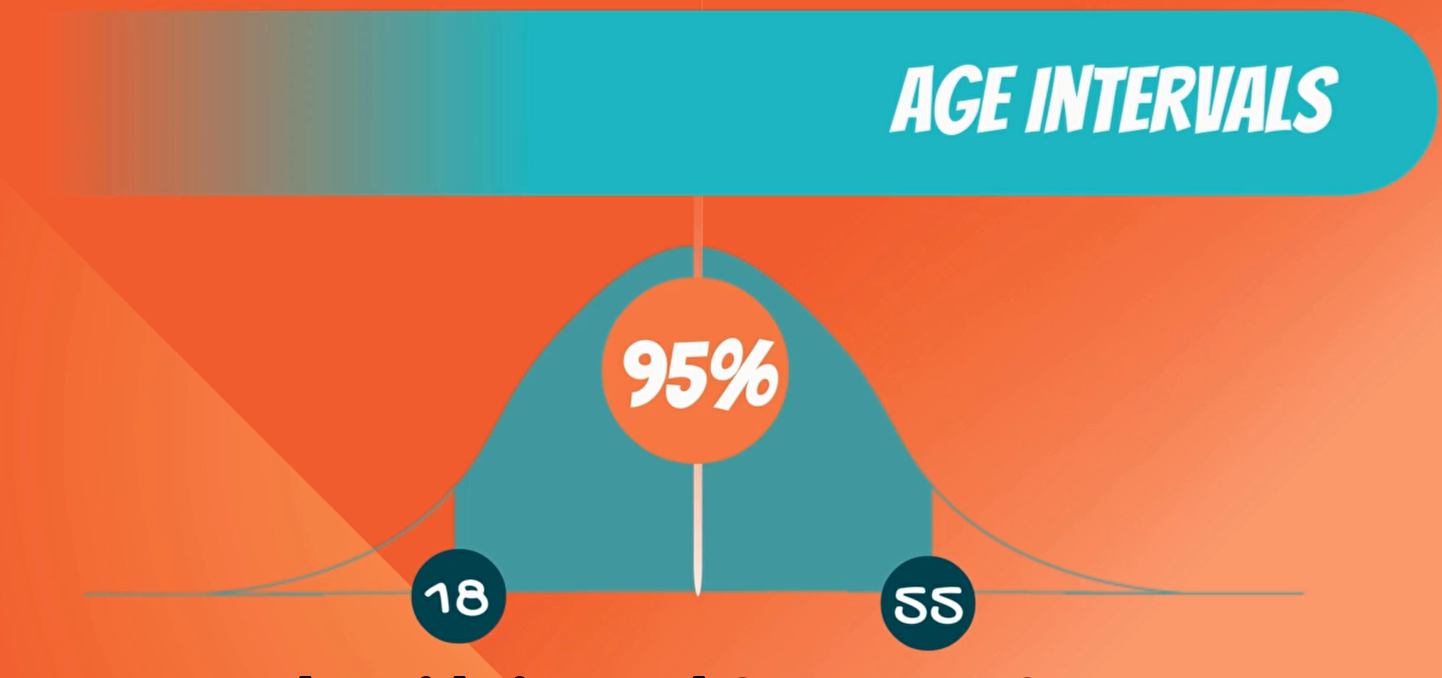 AGE INTERVALS
95%
18
55